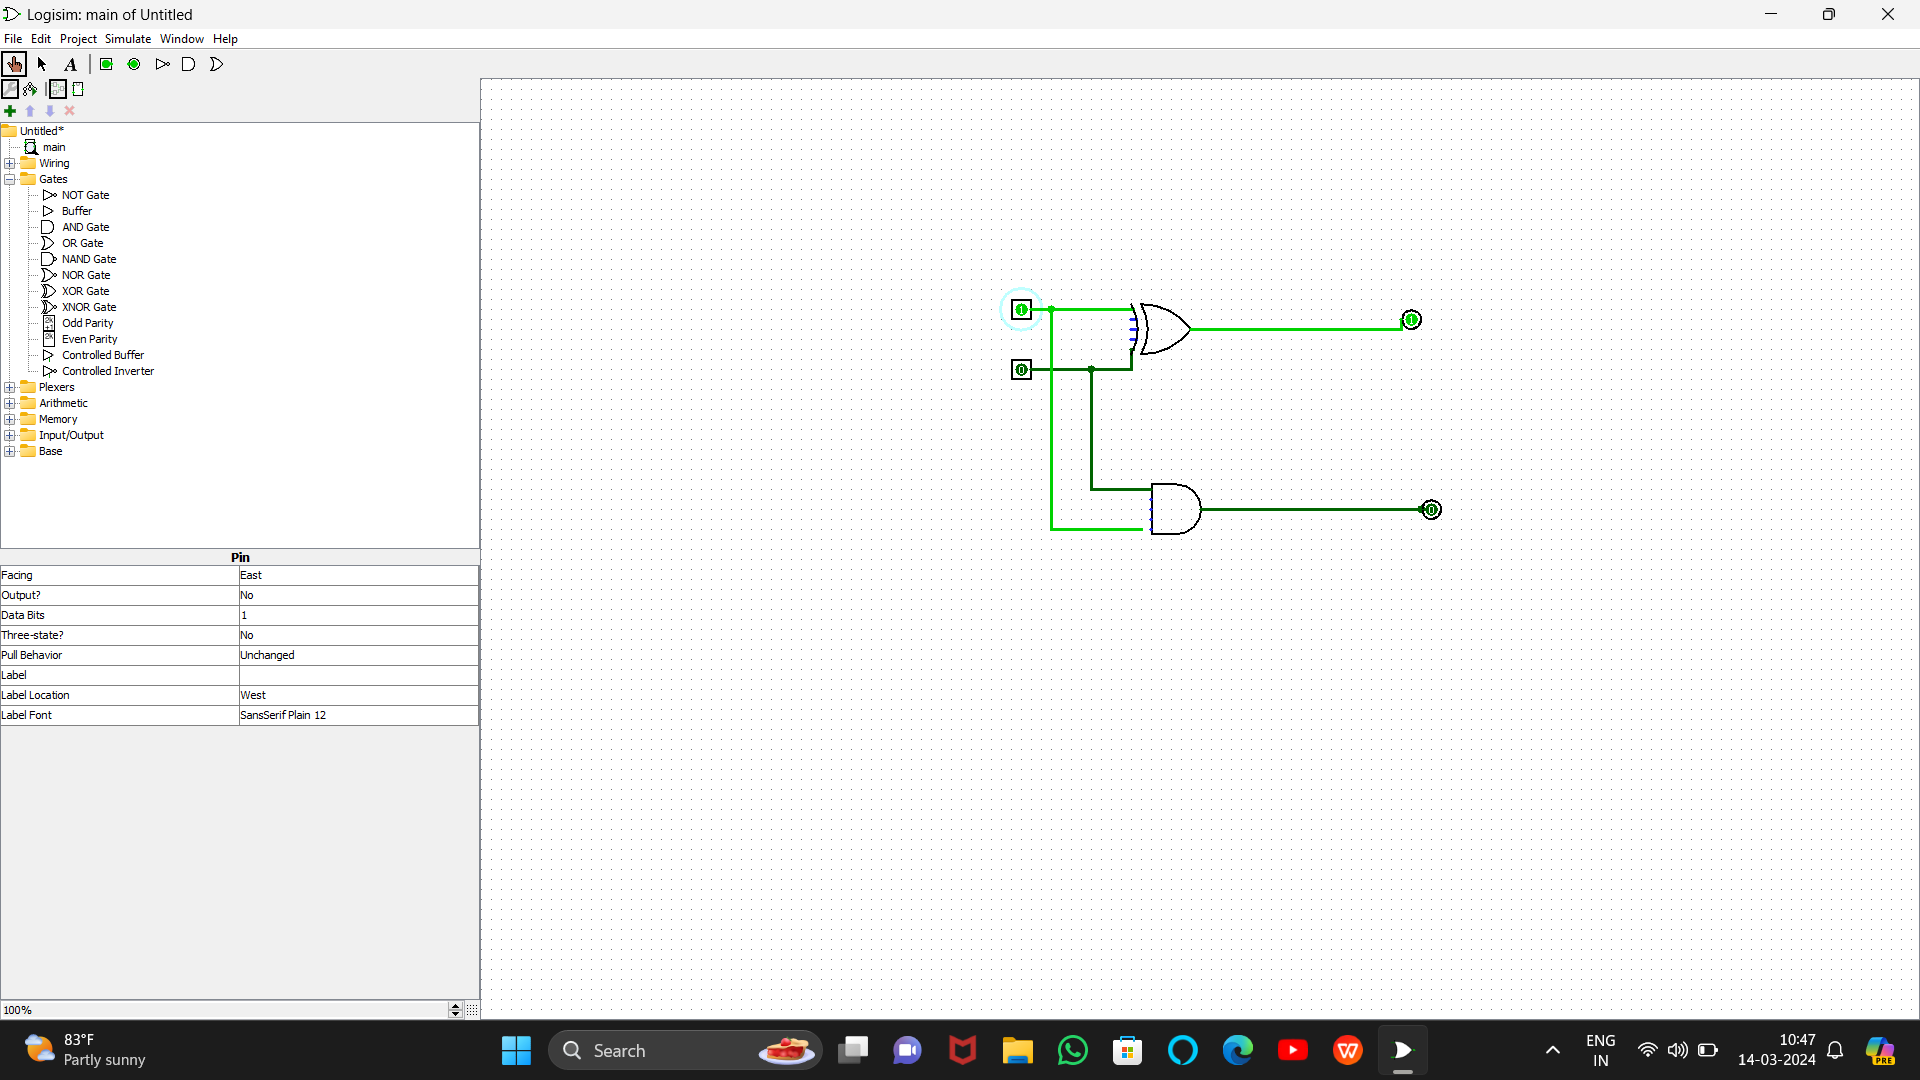 Logisim: main of Untitled
File Edit Project Simulate Window Help
A
Untitled*
main
Wiring
Gates
NOT Gate
Buffer
AND Gate
OR Gate
NAND Gate
NOR Gate
XOR Gate
XNOR Gate
Odd Parity
Even Parity
Controlled Buffer
Controlled Inverter
Plexers
Arithmetic
Memory
Input/Output
Base
1
1
0
0
Pin
Facing East
Output? No
Data Bits 1
Three-state? No
Pull Behavior Unchanged
Label
Label Location West
Label Font SansSerif Plain 12
100%
83°F
Partly sunny
Search
ENG
IN
10:47
14-03-2024
PRE